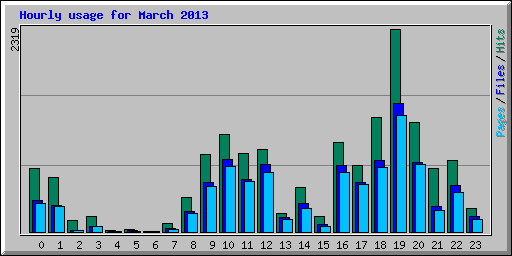 Hourly usage for March 2013
2319
Pages / Files / Hits
0 1 2 3 4 5 6 7 8 9 10 11 12 13 14 15 16 17 18 19 20 21 22 23